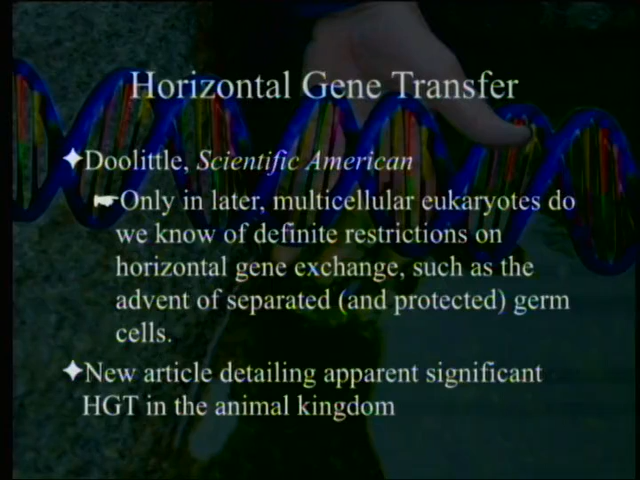 Horizontal Gene Transfer
Doolittle, Scientific American
Only in later, multicellular eukaryotes do
we know of definite restrictions on
horizontal gene exchange, such as the
advent of separated (and protected) germ
cells.
New article detailing apparent significant
HGT in the animal kingdom